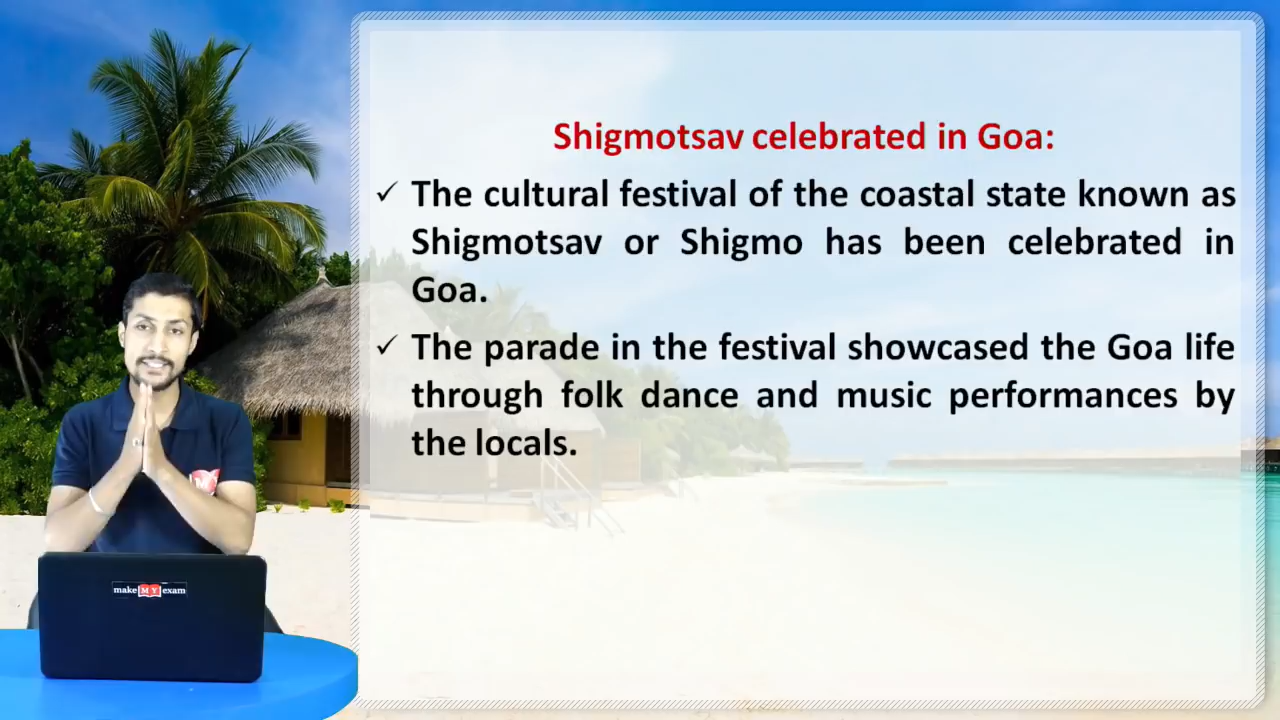 Shigmotsav celebrated in Goa:
✓ The cultural festival of the coastal state known as
Shigmotsav or Shigmo has been celebrated in
Goa.
✓ The parade in the festival showcased the Goa life
through folk dance and music performances by
the locals.
make MY exam